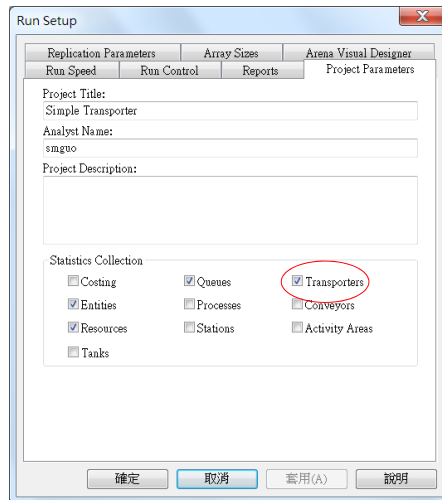 Run Setup
Replication Parameters Array Sizes Arena Visual Designer
Run Speed Run Control Reports Project Parameters
Project Title:
Simple Transporter
Analyst Name:
smguo
Project Description:
Statistics Collection
Costing Queues Transporters
Entities Processes Conveyors
Resources Stations Activity Areas
Tanks
確定 取消 套用(A) 說明